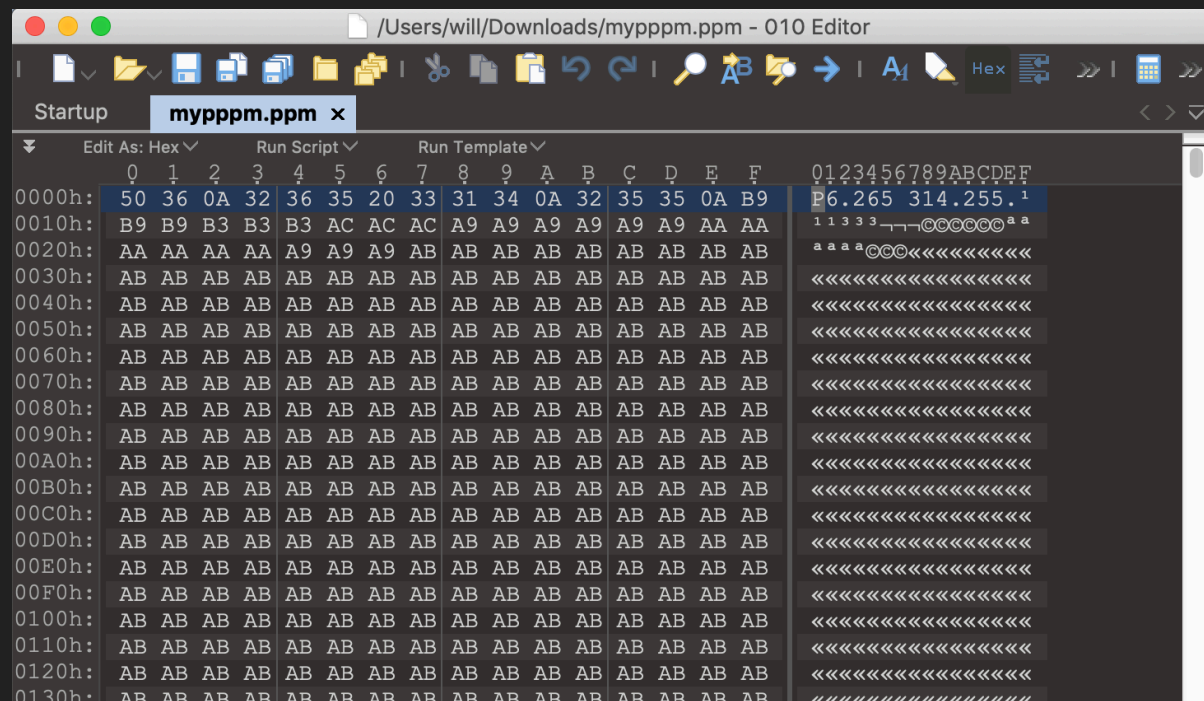 /Users/will/Downloads/mypppm.ppm - 010 Editor
Hex
Startup mypppm.ppm ×
Edit As: Hex Run Script Run Template
0 1 2 3 4 5 6 7 8 9 A B C D E F 0123456789ABCDEF
0000h: 50 36 0A 32 36 35 20 33 31 34 0A 32 35 35 0A B9 P6.265 314.255.¹
0010h: B9 B9 B3 B3 B3 AC AC AC A9 A9 A9 A9 A9 A9 AA AA ¹¹³³³¬¬¬©©©©©©ªª
0020h: AA AA AA AA A9 A9 A9 AB AB AB AB AB AB AB AB AB ªªªª©©©«««««««««
0030h: AB AB AB AB AB AB AB AB AB AB AB AB AB AB AB AB ««««««««««««««««
0040h: AB AB AB AB AB AB AB AB AB AB AB AB AB AB AB AB ««««««««««««««««
0050h: AB AB AB AB AB AB AB AB AB AB AB AB AB AB AB AB ««««««««««««««««
0060h: AB AB AB AB AB AB AB AB AB AB AB AB AB AB AB AB ««««««««««««««««
0070h: AB AB AB AB AB AB AB AB AB AB AB AB AB AB AB AB ««««««««««««««««
0080h: AB AB AB AB AB AB AB AB AB AB AB AB AB AB AB AB ««««««««««««««««
0090h: AB AB AB AB AB AB AB AB AB AB AB AB AB AB AB AB ««««««««««««««««
00A0h: AB AB AB AB AB AB AB AB AB AB AB AB AB AB AB AB ««««««««««««««««
00B0h: AB AB AB AB AB AB AB AB AB AB AB AB AB AB AB AB ««««««««««««««««
00C0h: AB AB AB AB AB AB AB AB AB AB AB AB AB AB AB AB ««««««««««««««««
00D0h: AB AB AB AB AB AB AB AB AB AB AB AB AB AB AB AB ««««««««««««««««
00E0h: AB AB AB AB AB AB AB AB AB AB AB AB AB AB AB AB ««««««««««««««««
00F0h: AB AB AB AB AB AB AB AB AB AB AB AB AB AB AB AB ««««««««««««««««
0100h: AB AB AB AB AB AB AB AB AB AB AB AB AB AB AB AB ««««««««««««««««
0110h: AB AB AB AB AB AB AB AB AB AB AB AB AB AB AB AB ««««««««««««««««
0120h: AB AB AB AB AB AB AB AB AB AB AB AB AB AB AB AB ««««««««««««««««
0130h: AB AB AB AB AB AB AB AB AB AB AB AB AB AB AB AB ««««««««««««««««